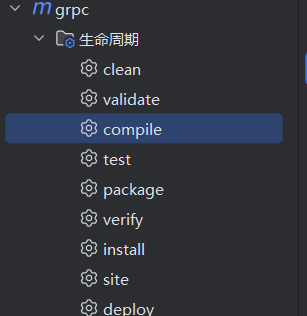 m grpc
生命周期
clean
validate
compile
test
package
verify
install
site
deploy